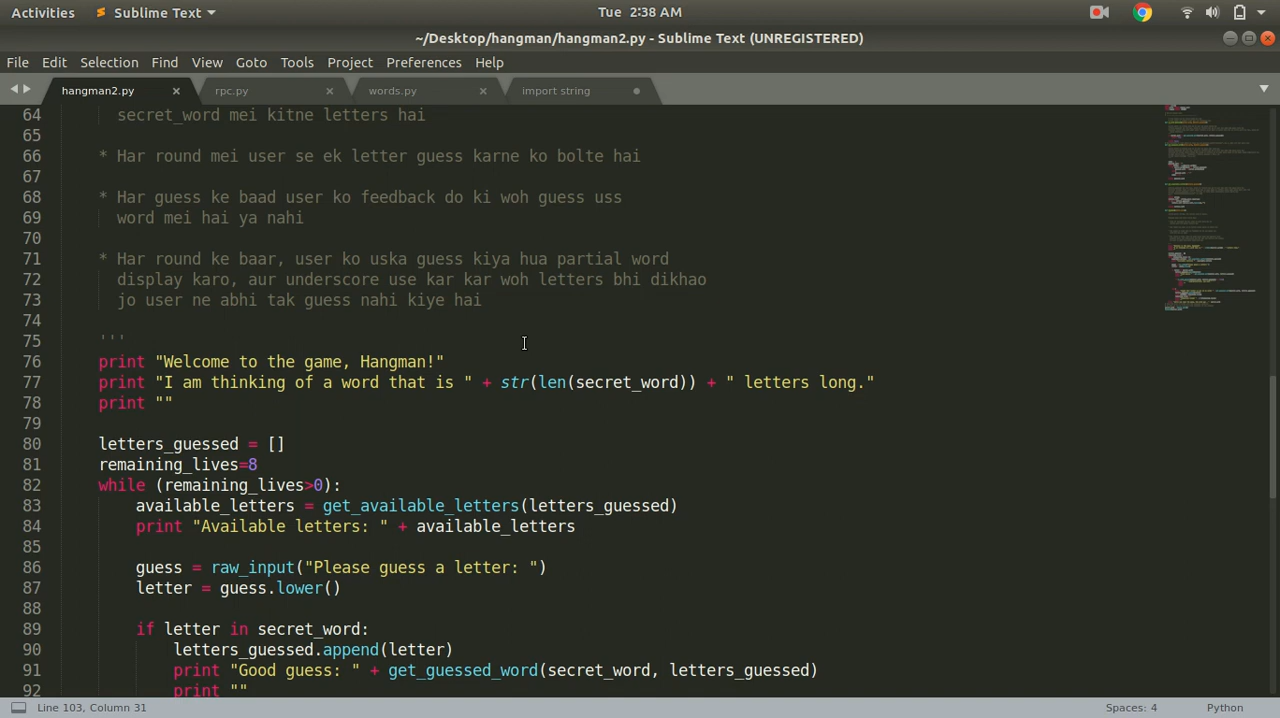 Activities Sublime Text Tue 2:38 AM
~/Desktop/hangman/hangman2.py - Sublime Text (UNREGISTERED)
File Edit Selection Find View Goto Tools Project Preferences Help
hangman2.py × rpc.py × words.py × import string
64 secret_word mei kitne letters hai
65
66 * Har round mei user se ek letter guess karne ko bolte hai
67
68 * Har guess ke baad user ko feedback do ki woh guess uss
69 word mei hai ya nahi
70
71 * Har round ke baar, user ko uska guess kiya hua partial word
72 display karo, aur underscore use kar kar woh letters bhi dikhao
73 jo user ne abhi tak guess nahi kiye hai
74
75 '''
76 print "Welcome to the game, Hangman!"
77 print "I am thinking of a word that is " + str(len(secret_word)) + " letters long."
78 print ""
79
80 letters_guessed = []
81 remaining_lives=8
82 while (remaining_lives>0):
83 available_letters = get_available_letters(letters_guessed)
84 print "Available letters: " + available_letters
85
86 guess = raw_input("Please guess a letter: ")
87 letter = guess.lower()
88
89 if letter in secret_word:
90 letters_guessed.append(letter)
91 print "Good guess: " + get_guessed_word(secret_word, letters_guessed)
92 print ""
Line 103, Column 31 Spaces: 4 Python